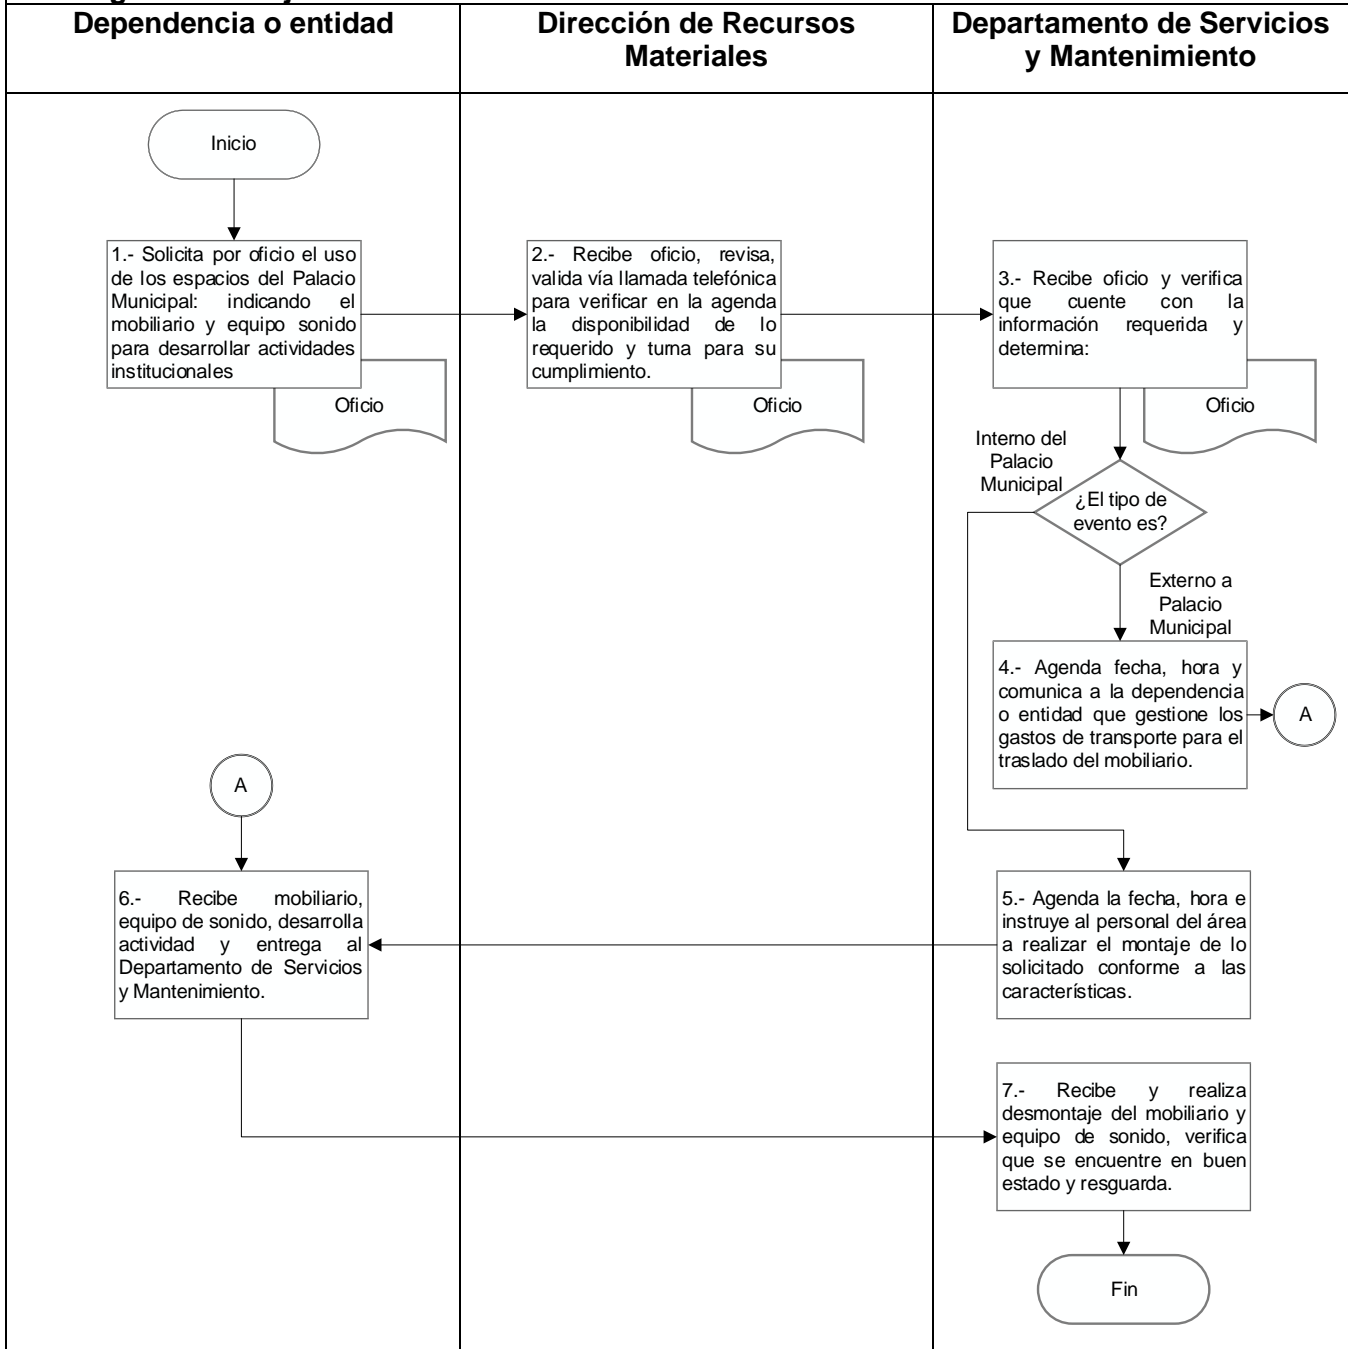 Dependencia o entidad
Dirección de Recursos
Materiales
Departamento de Servicios
y Mantenimiento
Inicio
1.- Solicita por oficio el uso
de los espacios del Palacio
Municipal: indicando el
mobiliario y equipo sonido
para desarrollar actividades
institucionales
Oficio
2.- Recibe oficio, revisa,
valida vía llamada telefónica
para verificar en la agenda
la disponibilidad de lo
requerido y turna para su
cumplimiento.
Oficio
3.- Recibe oficio y verifica
que cuente con la
información requerida y
determina:
Oficio
Interno del
Palacio
Municipal
¿El tipo de
evento es?
Externo a
Palacio
Municipal
4.- Agenda fecha, hora y
comunica a la dependencia
o entidad que gestione los
gastos de transporte para el
traslado del mobiliario.
A
A
5.- Agenda la fecha, hora e
instruye al personal del área
a realizar el montaje de lo
solicitado conforme a las
características.
6.- Recibe mobiliario,
equipo de sonido, desarrolla
actividad y entrega al
Departamento de Servicios
y Mantenimiento.
7.- Recibe y realiza
desmontaje del mobiliario y
equipo de sonido, verifica
que se encuentre en buen
estado y resguarda.
Fin